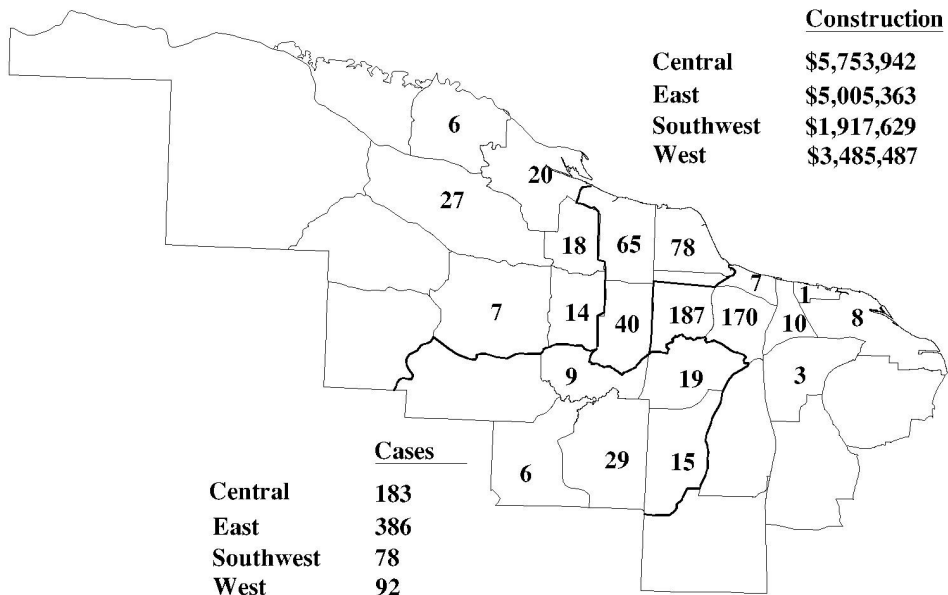 Construction
Central $5,753,942
East $5,005,363
Southwest $1,917,629
West $3,485,487
6
20
27
18
65
78
7
1
7
14
40
187
170
10
8
9
19
3
6
29
15
Cases
Central 183
East 386
Southwest 78
West 92